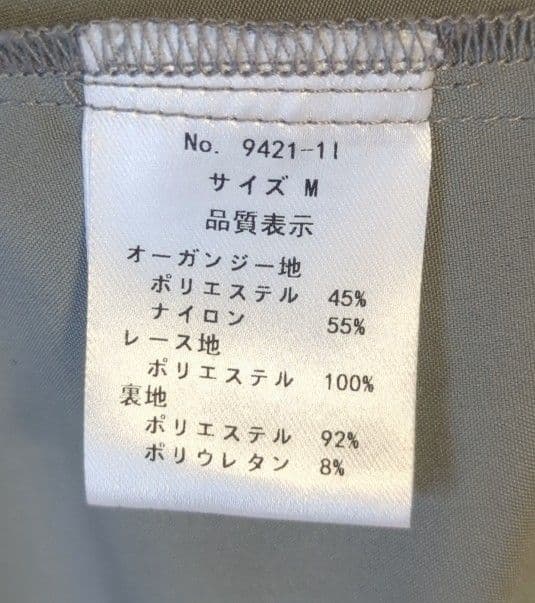 No. 9421-11
サイズ M
品質表示
オーガンジー地
ポリエステル 45%
ナイロン 55%
レース地
ポリエステル 100%
裏地
ポリエステル 92%
ポリウレタン 8%